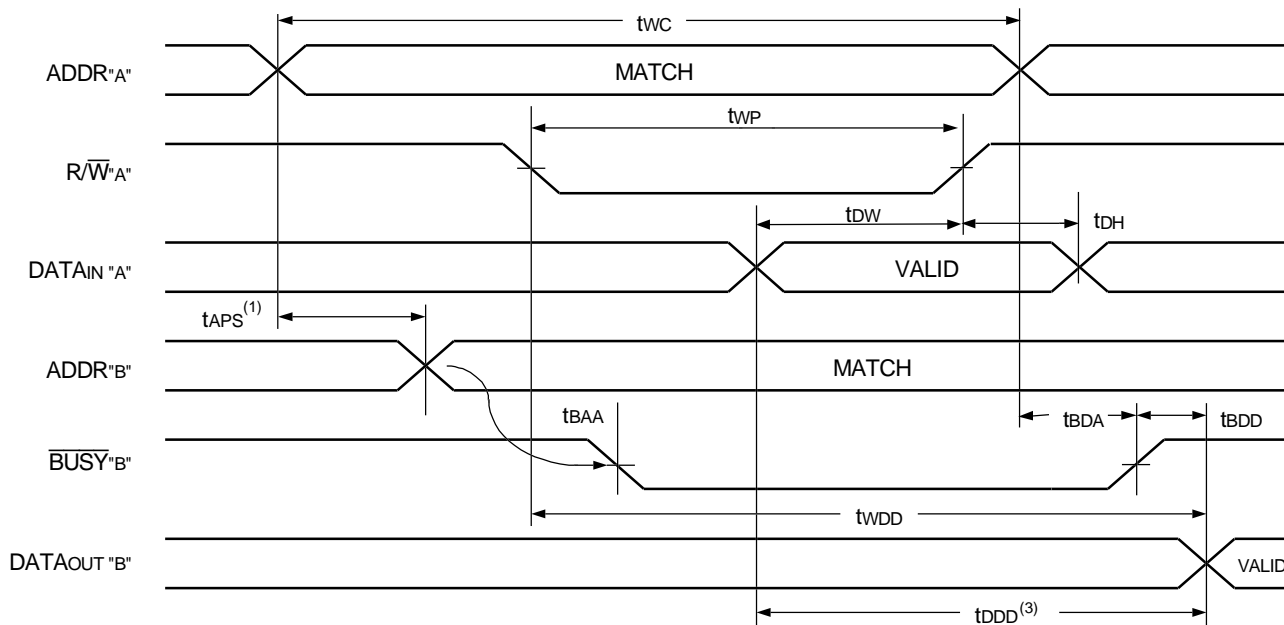 tWC
ADDR"A"
MATCH
tWP
R/W̅"A"
tDW
tDH
DATAIN "A"
VALID
tAPS(1)
ADDR"B"
MATCH
tBAA
tBDA
tBDD
B̅U̅S̅Y̅"B"
tWDD
DATAOUT "B"
VALID
tDDD(3)